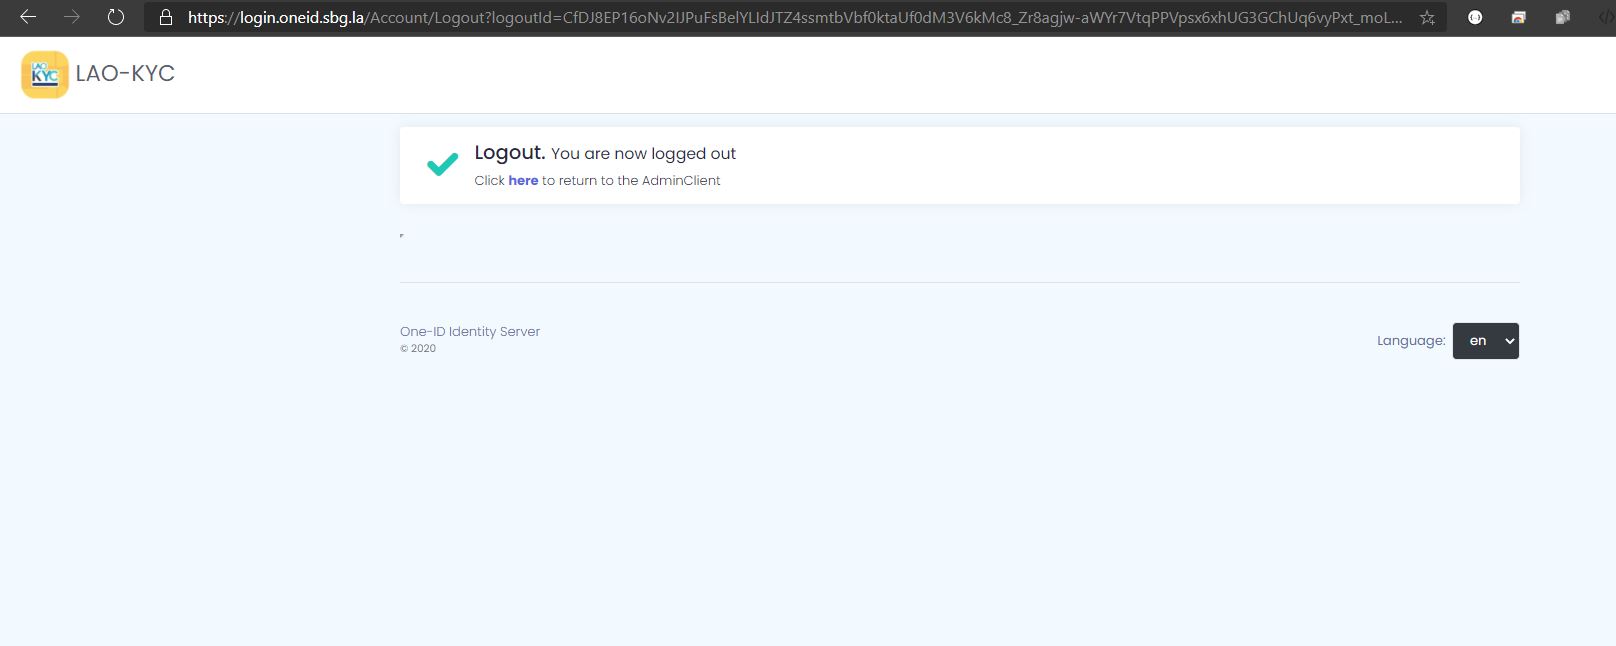 https://login.oneid.sbg.la/Account/Logout?logoutId=CfDJ8EP16oNv2IJPuFsBelYLIdJTZ4ssmtbVbf0ktaUf0dM3V6kMc8_Zr8agjw-aWYr7VtqPPVpsx6xhUG3GChUq6vyPxt_moL...
LAO KYC
LAO-KYC
Logout. You are now logged out
Click here to return to the AdminClient
One-ID Identity Server
© 2020
Language: en